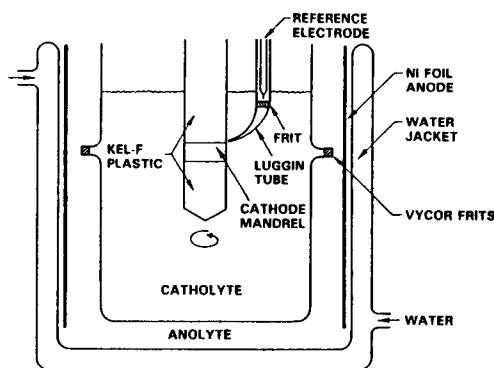 REFERENCE
ELECTRODE
NI FOIL
ANODE
WATER
JACKET
FRIT
KEL-F
PLASTIC
LUGGIN
TUBE
CATHODE
MANDREL
VYCOR FRITS
CATHOLYTE
ANOLYTE
WATER